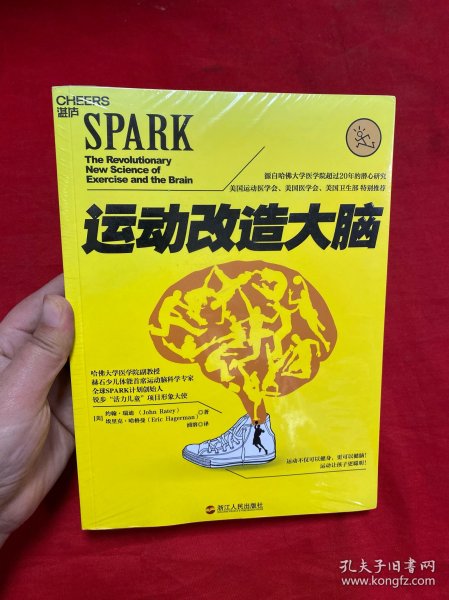 CHEERS
湛庐
SPARK
The Revolutionary
New Science of
Exercise and the Brain
源自哈佛大学医学院超过20年的潜心研究
美国运动医学会、美国医学会、美国卫生部 特别推荐
运动改造大脑
哈佛大学医学院副教授
赫石少儿体能首席运动脑科学专家
全球SPARK计划创始人
锐步“活力儿童”项目形象大使
[美] 约翰·瑞迪 (John Ratey)
埃里克·哈格曼 (Eric Hagerman) 著
浦溶 译
运动不仅可以健身,更可以健脑!
运动让孩子更聪明!
浙江人民出版社
孔夫子旧书网
www.kongfz.com